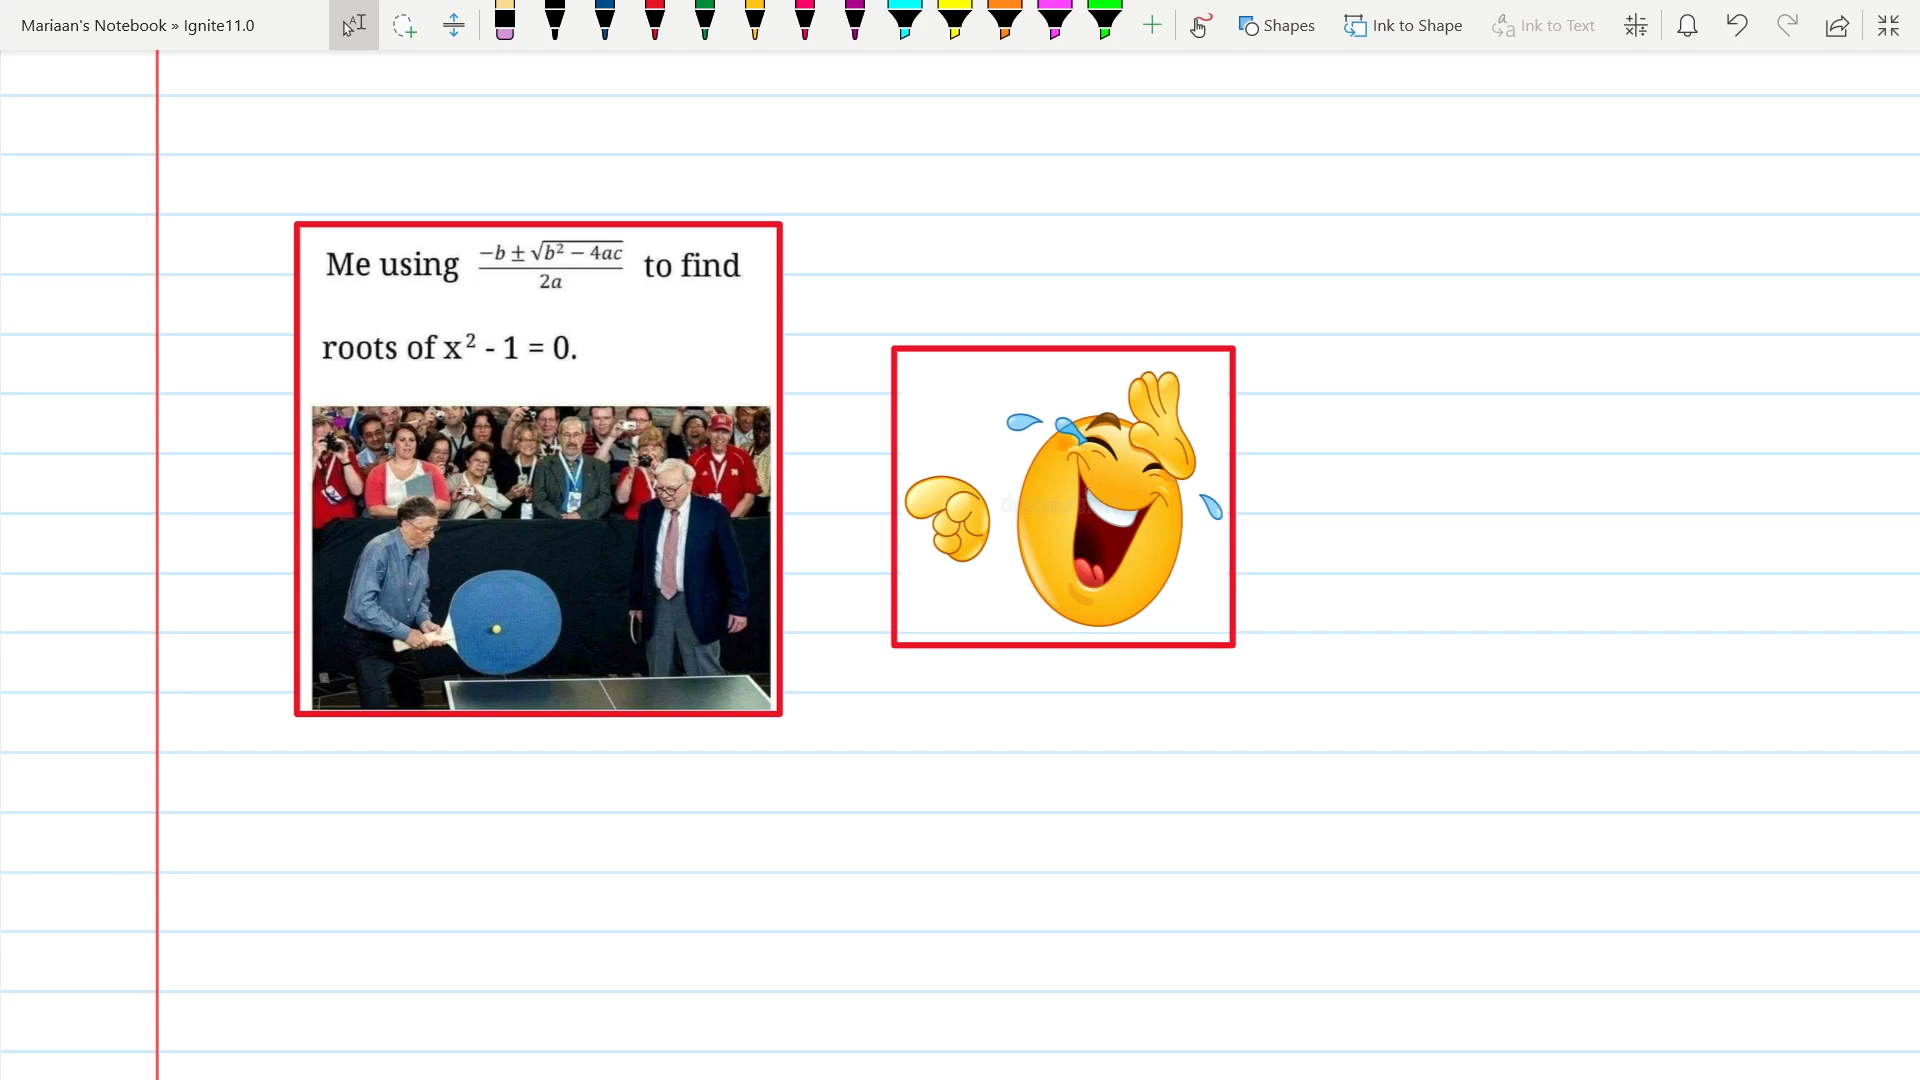 Mariaan's Notebook » Ignite11.0
Shapes
Ink to Shape
Ink to Text
Me using −b ± √b² − 4ac / 2a to find
roots of x² - 1 = 0.